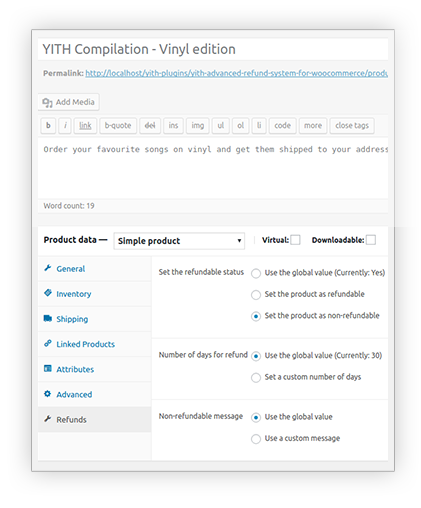 YITH Compilation - Vinyl edition
Permalink: http://localhost/yith-plugins/yith-advanced-refund-system-for-woocommerce/produ
Add Media
b i link b-quote del ins img ul ol li code more close tags
Order your favourite songs on vinyl and get them shipped to your address
Word count: 19
Product data — Simple product Virtual: Downloadable:
General
Inventory
Shipping
Linked Products
Attributes
Advanced
Refunds
Set the refundable status
Use the global value (Currently: Yes)
Set the product as refundable
Set the product as non-refundable
Number of days for refund
Use the global value (Currently: 30)
Set a custom number of days
Non-refundable message
Use the global value
Use a custom message